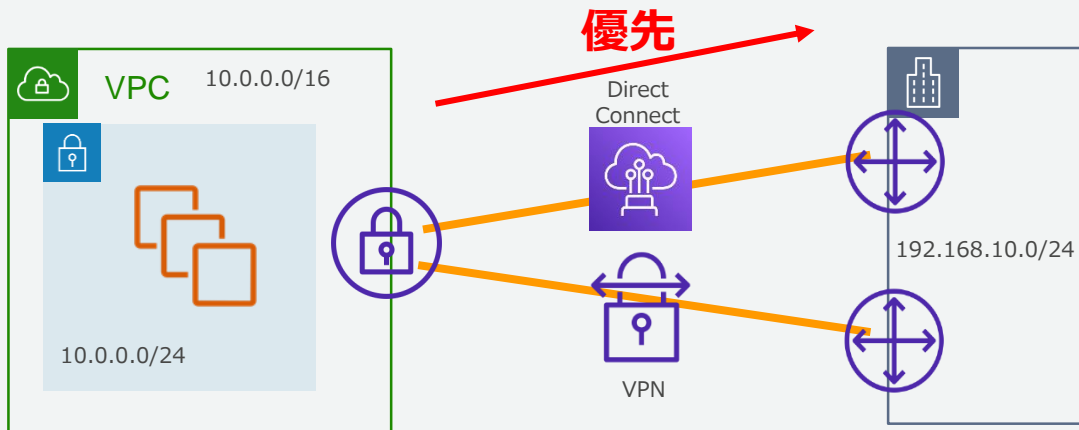 優先
VPC
10.0.0.0/16
Direct
Connect
192.168.10.0/24
10.0.0.0/24
VPN